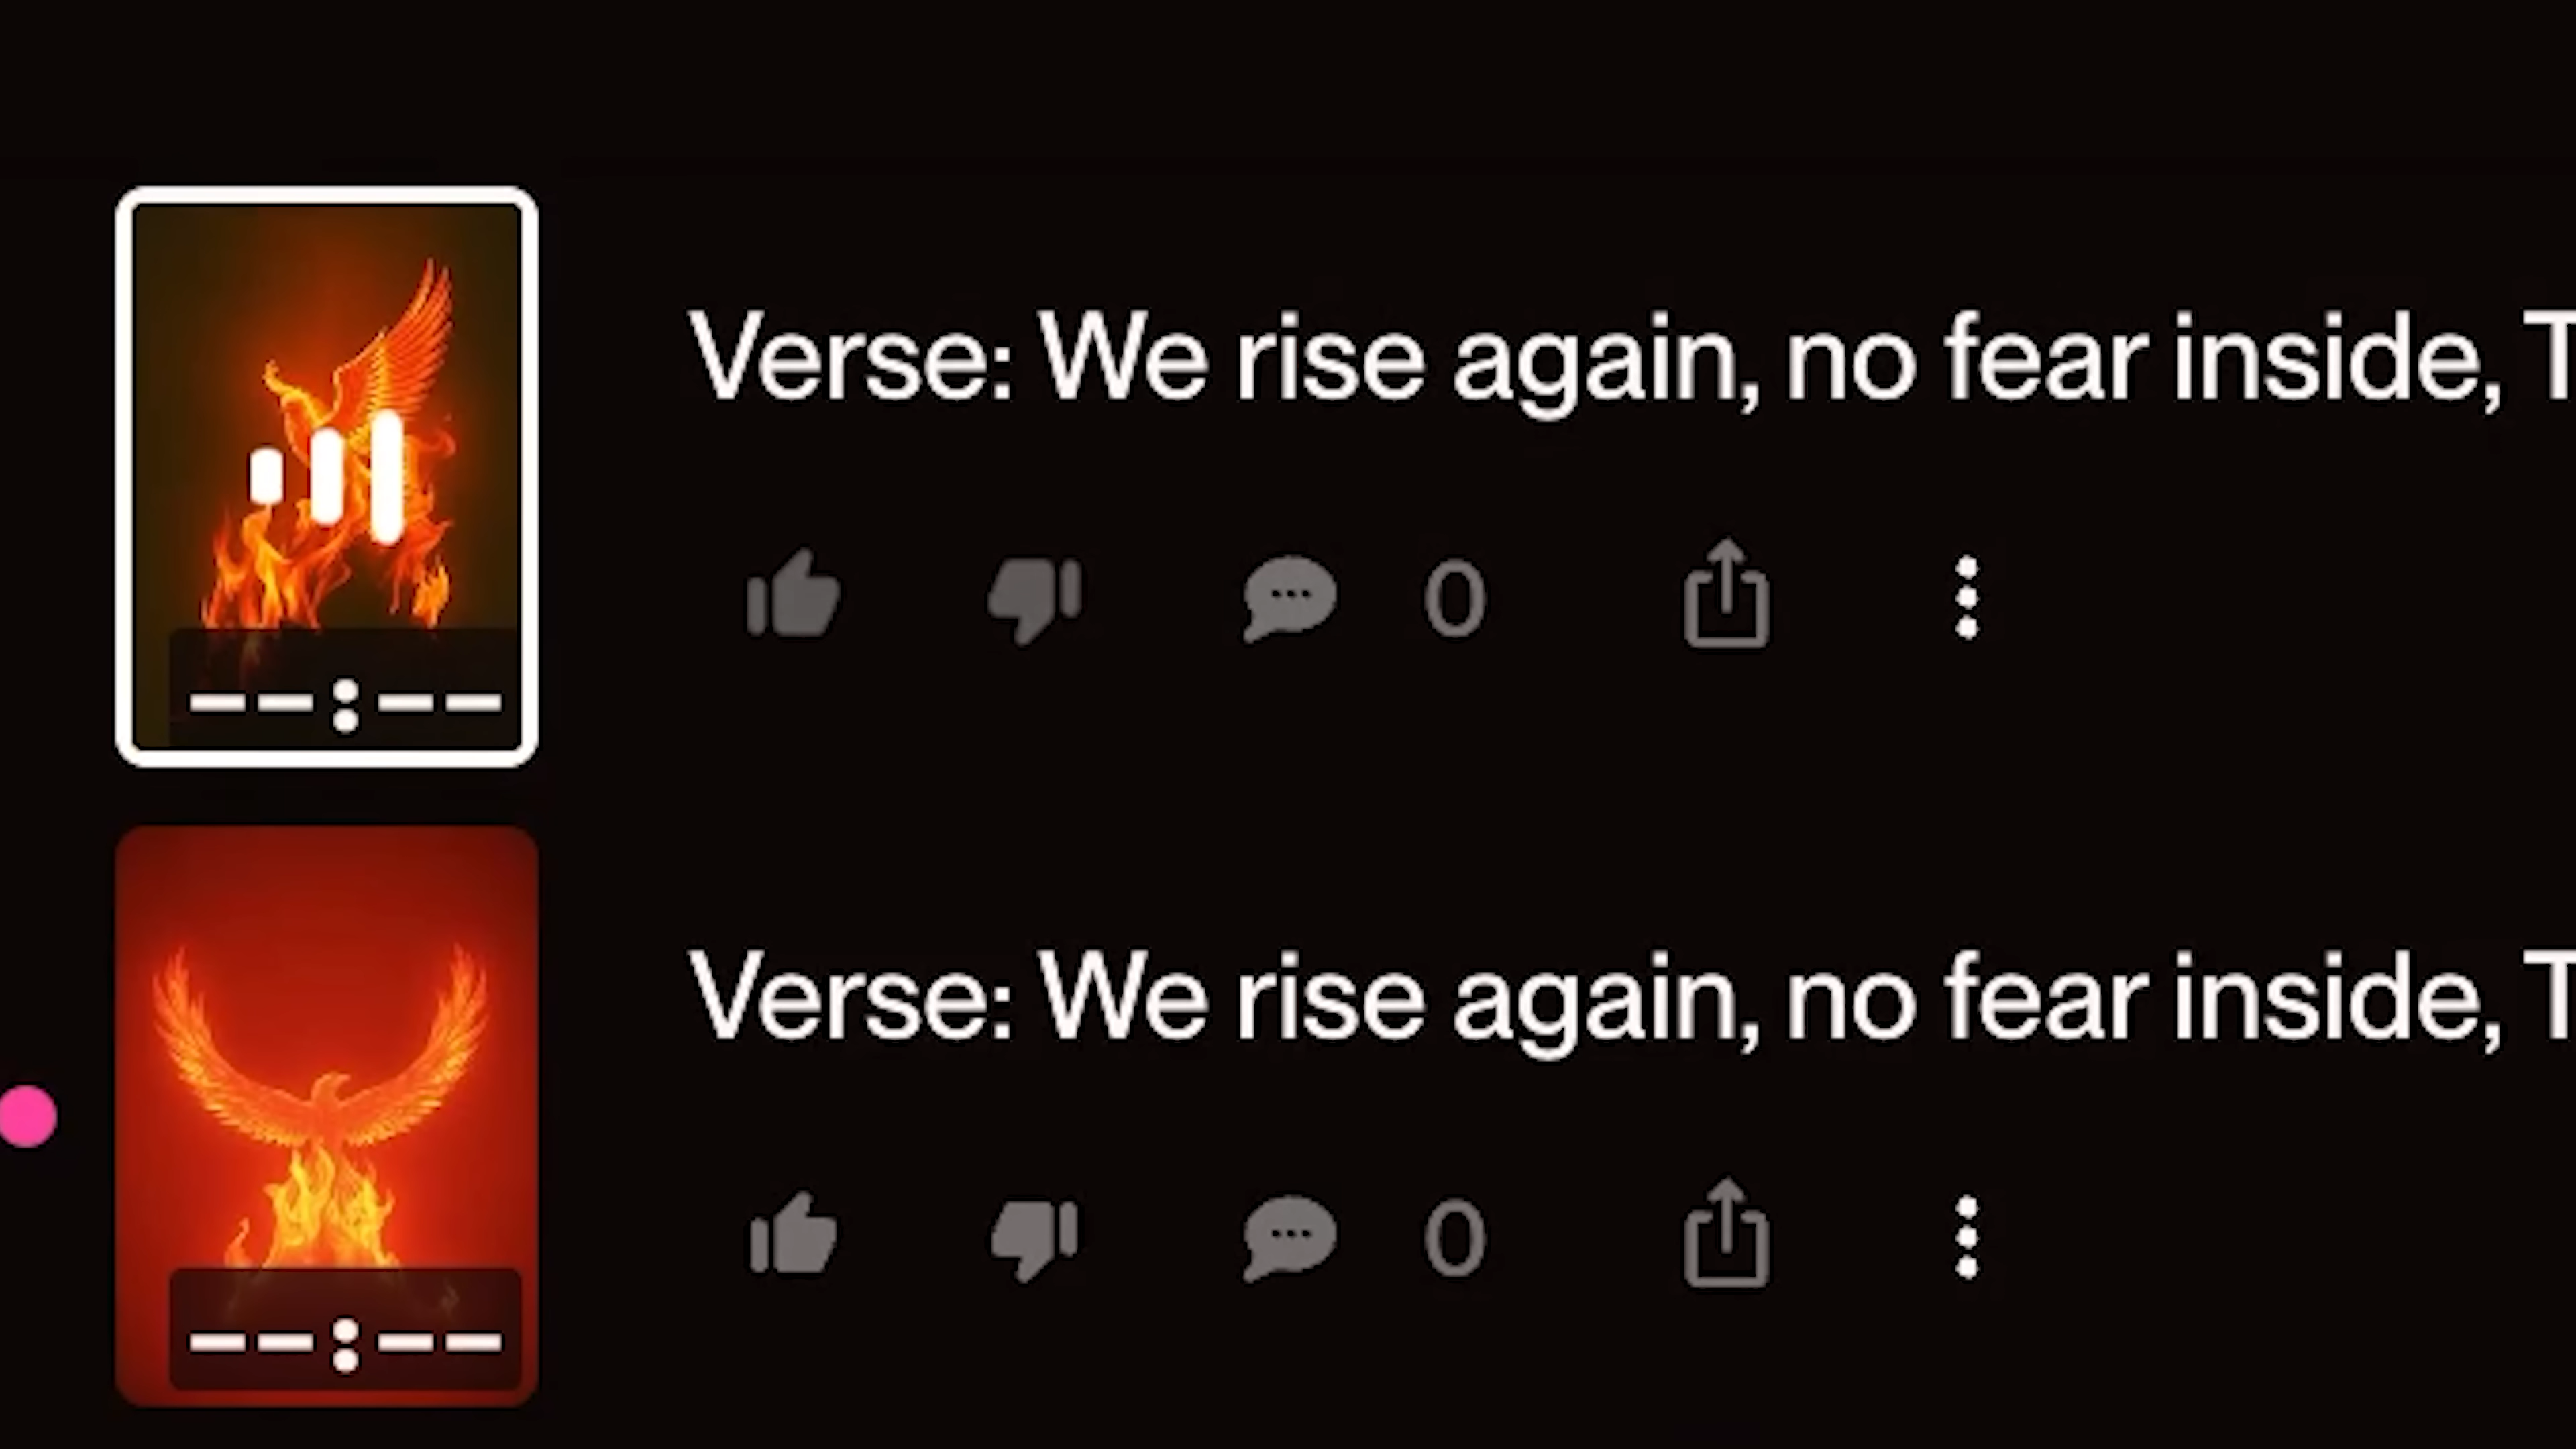 Verse: We rise again, no fear inside, T
0
--:--
Verse: We rise again, no fear inside, T
0
--:--